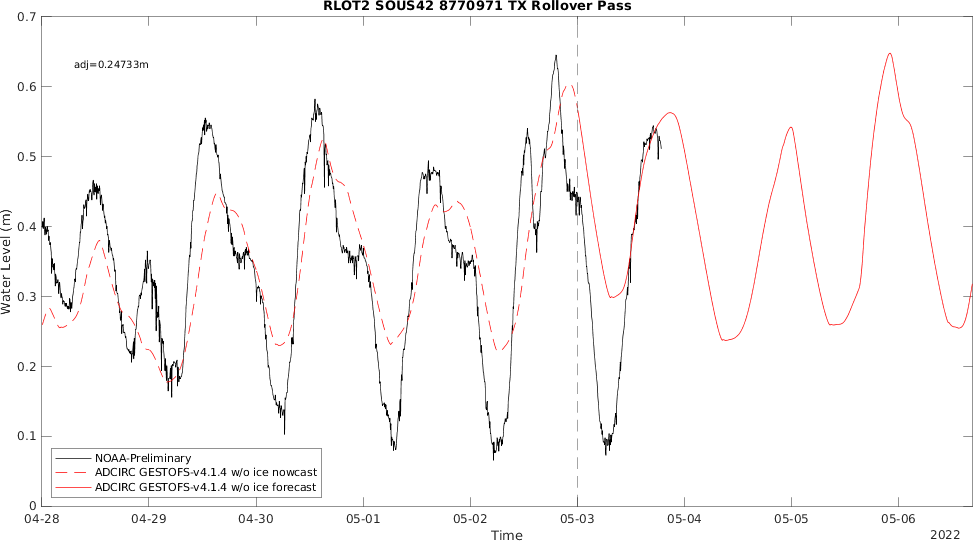 RLOT2 SOUS42 8770971 TX Rollover Pass
adj=0.24733m
Water Level (m)
0.7
0.6
0.5
0.4
0.3
0.2
0.1
0
NOAA-Preliminary
ADCIRC GESTOFS-v4.1.4 w/o ice nowcast
ADCIRC GESTOFS-v4.1.4 w/o ice forecast
04-28 04-29 04-30 05-01 05-02 05-03 05-04 05-05 05-06
Time
2022